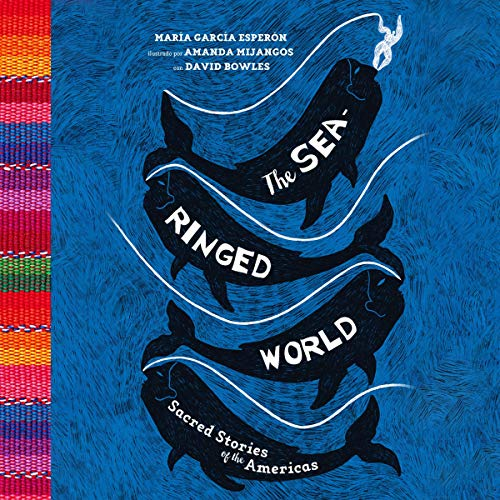 MARÍA GARCÍA ESPERÓN
ilustrado por AMANDA MIJANGOS
con DAVID BOWLES
The SEA-
RINGED
WORLD
Sacred Stories
of the Americas